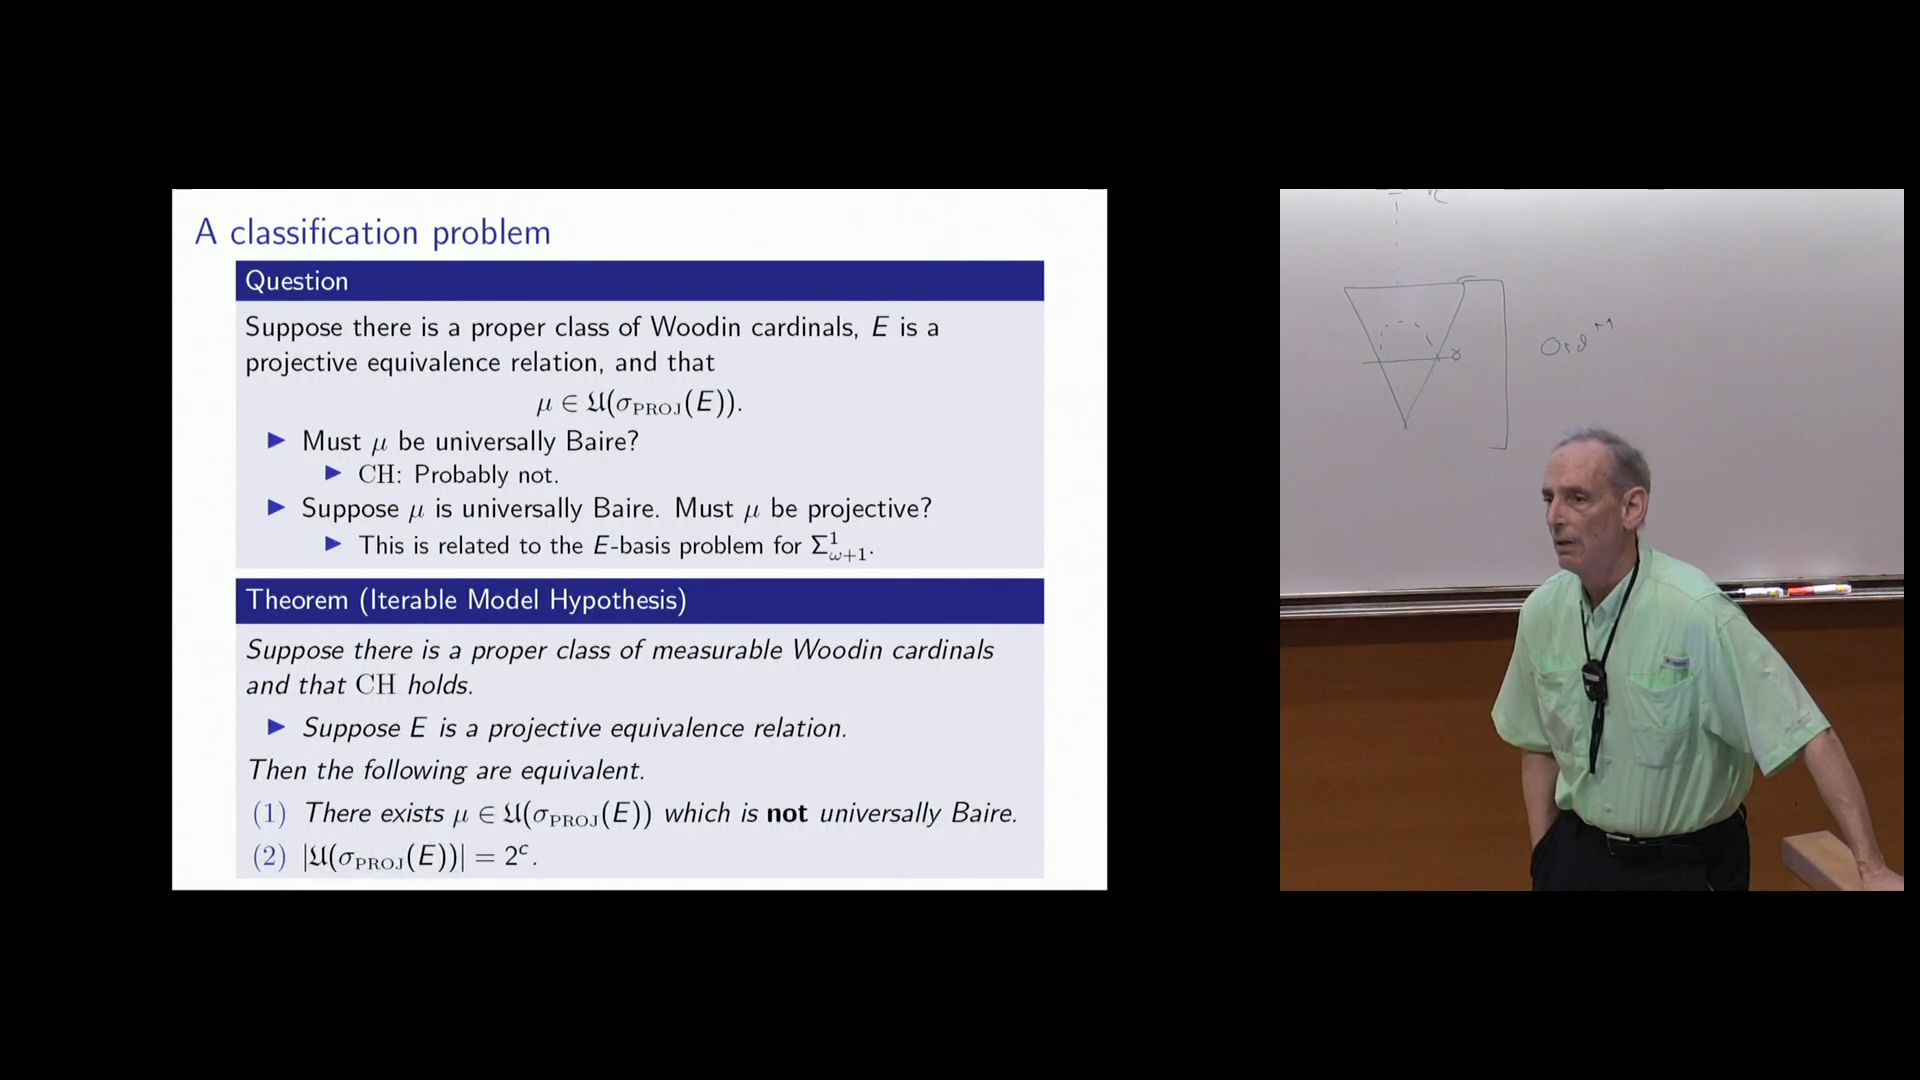 A classification problem
Question
Suppose there is a proper class of Woodin cardinals, E is a
projective equivalence relation, and that
μ ∈ 𝔘(σ_PROJ(E)).
▶ Must μ be universally Baire?
▶ CH: Probably not.
▶ Suppose μ is universally Baire. Must μ be projective?
▶ This is related to the E-basis problem for Σ¹_{ω+1}.
Theorem (Iterable Model Hypothesis)
Suppose there is a proper class of measurable Woodin cardinals
and that CH holds.
▶ Suppose E is a projective equivalence relation.
Then the following are equivalent.
(1) There exists μ ∈ 𝔘(σ_PROJ(E)) which is not universally Baire.
(2) |𝔘(σ_PROJ(E))| = 2^c.
Ord^M